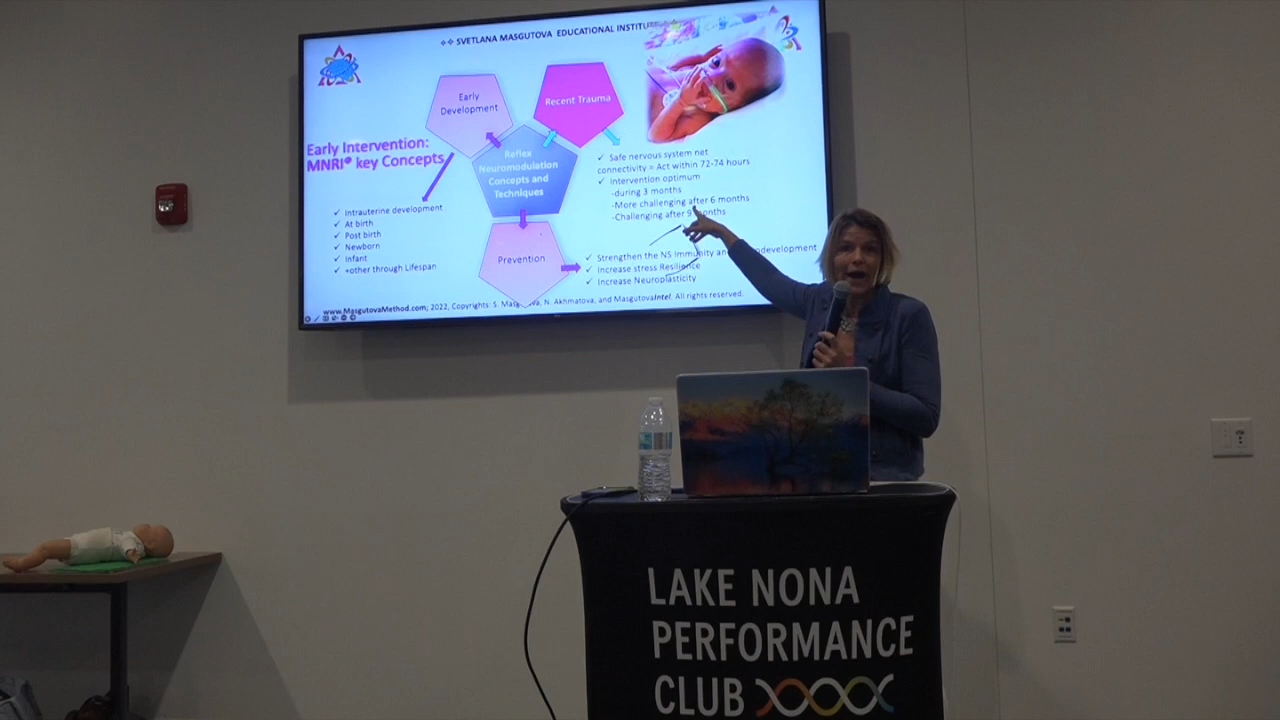 ❖❖ SVETLANA MASGUTOVA EDUCATIONAL
Early
Development
Recent Trauma
Early Intervention:
MNRI® key Concepts
Reflex
Neuromodulation
Concepts and
Techniques
✓ Safe nervous system net
connectivity = Act within 72-74 hours
✓ Intervention optimum
-during 3 months
-More challenging after 6 months
-Challenging after
✓ Intrauterine development
✓ At birth
✓ Post birth
✓ Newborn
✓ Infant
✓ +other through Lifespan
Prevention
✓ Strengthen the NS Immunity
✓ Increase stress Resilience
✓ Increase Neuroplasticity
www.MasgutovaMethod.com; 2022, Copyrights: S. N. Akhmatova, and MasgutovaIntel. All rights reserved.
LAKE NONA
PERFORMANCE
CLUB